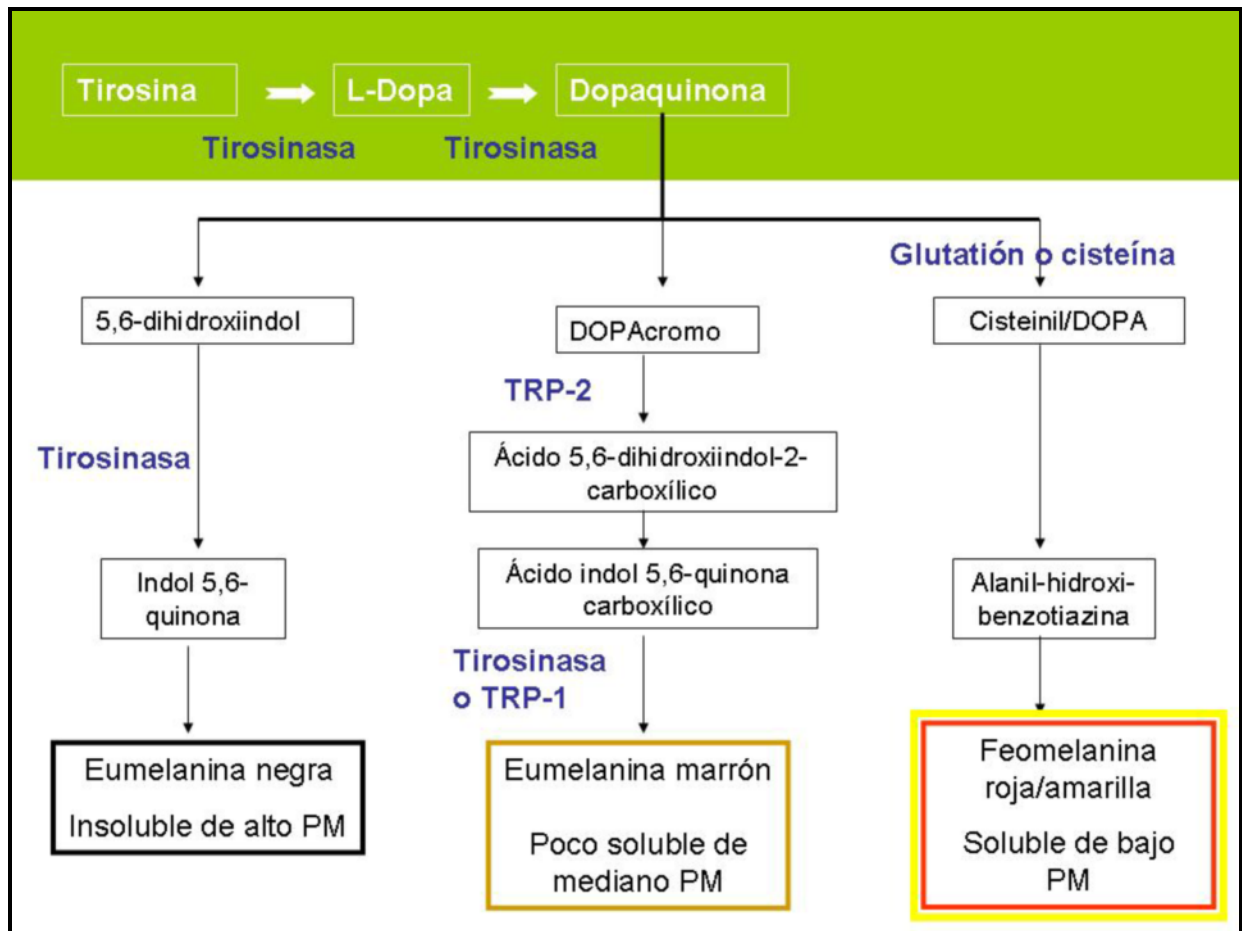 Tirosina
L-Dopa
Dopaquinona
Tirosinasa
Tirosinasa
Glutatión o cisteína
5,6-dihidroxiindol
DOPAcromo
Cisteinil/DOPA
TRP-2
Tirosinasa
Ácido 5,6-dihidroxiindol-2-
carboxílico
Indol 5,6-
quinona
Ácido indol 5,6-quinona
carboxílico
Alanil-hidroxi-
benzotiazina
Tirosinasa
o TRP-1
Eumelanina negra
Insoluble de alto PM
Eumelanina marrón
Poco soluble de
mediano PM
Feomelanina
roja/amarilla
Soluble de bajo
PM